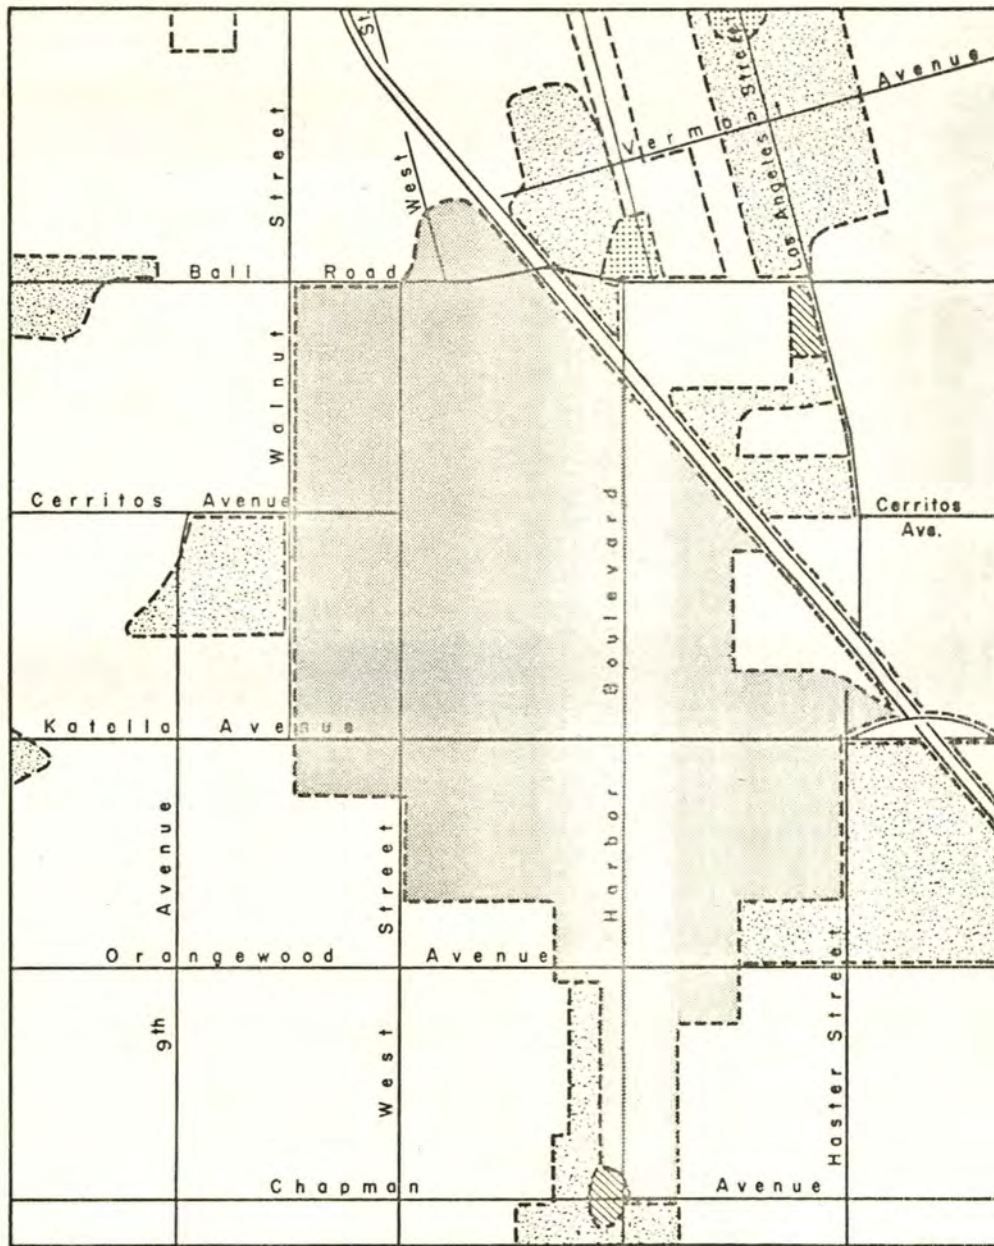 St.
Avenue
Vermont
Los Angeles Street
Street
West
Ball Road
Walnut
Cerritos Avenue
Cerritos
Ave.
Boulevard
Katella Avenue
Harbor
Avenue
Street
Orangewood Avenue
Haster Street
9th
West
Chapman Avenue